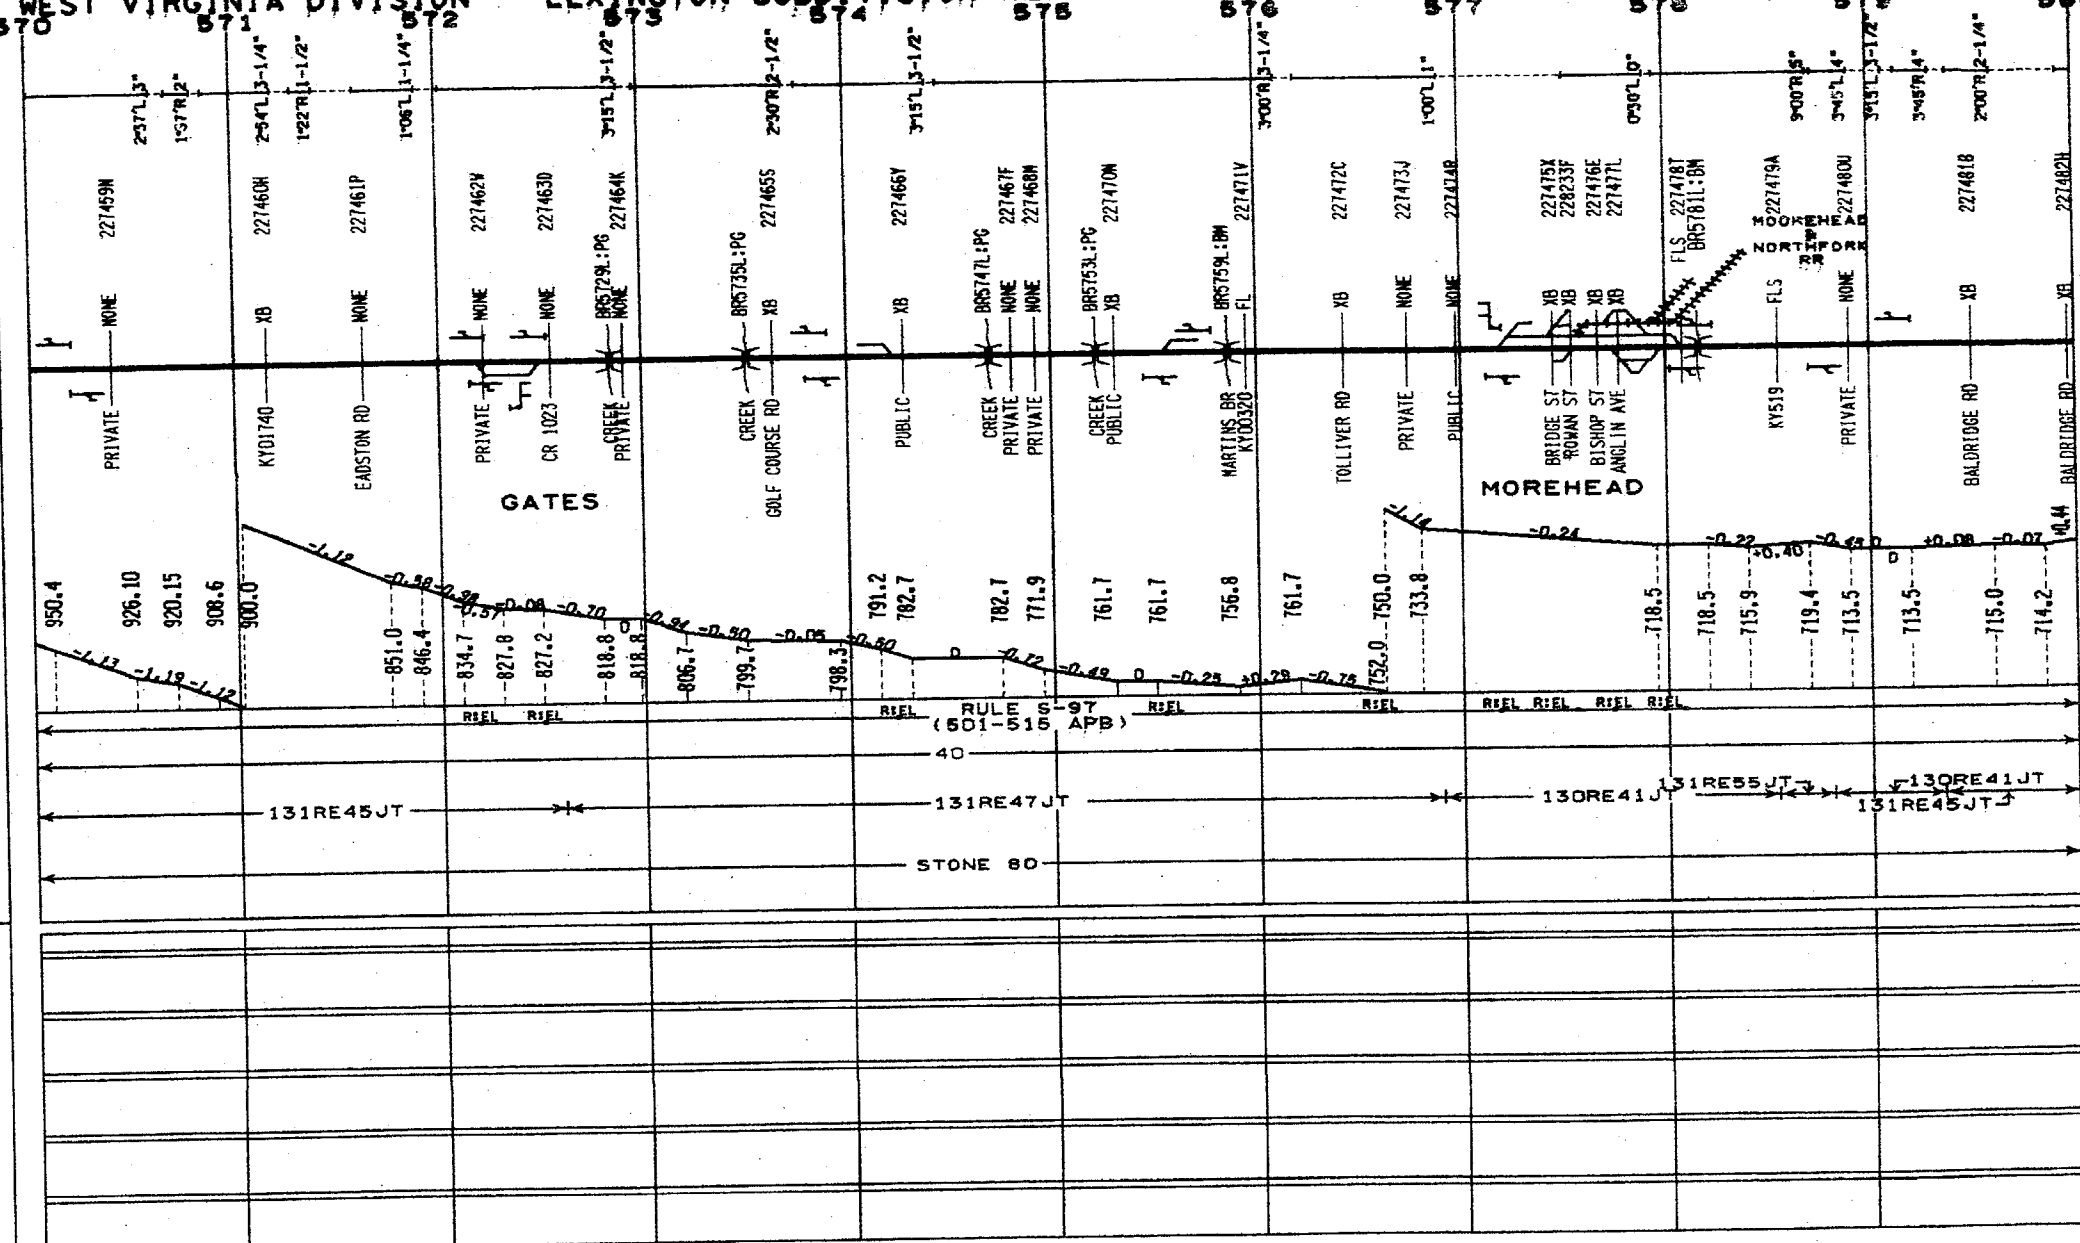 WEST VIRGINIA DIVISION
570 571 572 573 574 575 576 577 578
2°37'L 3" 1°37'R 2" 2°54'L 3-1/4" 1°22'R 1-1/2" 1°06'L 1-1/4" 3°15'L 3-1/2" 2°30'R 2-1/2" 3°15'L 3-1/2" 3°00'R 3-1/4" 1°00'L 1" 0°30'L 0" 9°00'R 5" 3°45'L 4" 3°15'L 3-1/2" 3°45'R 4" 2°00'R 2-1/4"
227459N 227460H 227461P 227462W 227463D 227464K 227465S 227466Y 227467F 227468M 227470N 227471V 227472C 227473J 227474R 227475X 228233F 227476E 227477L 227478T 227479A 227480U 227481B 227482H
BR5729L:PG BR5735L:PG BR5747L:PG BR5753L:PG BR5759L:BM BR5781L:BM
MOOREHEAD
NORTHFORK
RR
NONE XB NONE NONE NONE NONE XB XB NONE NONE XB FL XB NONE NONE XB XB XB XB FLS FLS NONE XB XB
PRIVATE KY01740 EADSTON RD PRIVATE CR 1023 CREEK PRIVATE CREEK GOLF COURSE RD PUBLIC CREEK PRIVATE PRIVATE CREEK PUBLIC MARTINS BR KY00320 TOLLIVER RD PRIVATE PUBLIC BRIDGE ST ROWAN ST BISHOP ST ANGLIN AVE KY519 PRIVATE BALDRIDGE RD BALDRIDGE RD
GATES
MOREHEAD
-1.13 -1.19 -1.12 -1.19 -0.58 -0.98 -0.57 -0.08 -0.70 0 -0.94 -0.50 -0.05 -0.60 0 -0.72 -0.49 0 -0.25 +0.29 -0.75 -1.14 -0.24 -0.22 +0.40 -0.45 0 0 +0.08 -0.07 +0.44
950.4 926.10 920.15 908.6 900.0 851.0 846.4 834.7 827.8 827.2 818.8 818.8 806.7 799.7 798.3 791.2 782.7 782.7 771.9 761.7 761.7 756.8 761.7 752.0 750.0 733.8 718.5 718.5 715.9 719.4 713.5 713.5 715.0 714.2
R:EL R:EL R:EL RULE S-97 R:EL R:EL R:EL R:EL R:EL R:EL
(501-515 APB)
40
131RE45JT 131RE47JT 130RE41JT 131RE55JT 130RE41JT
131RE45JT
STONE 80